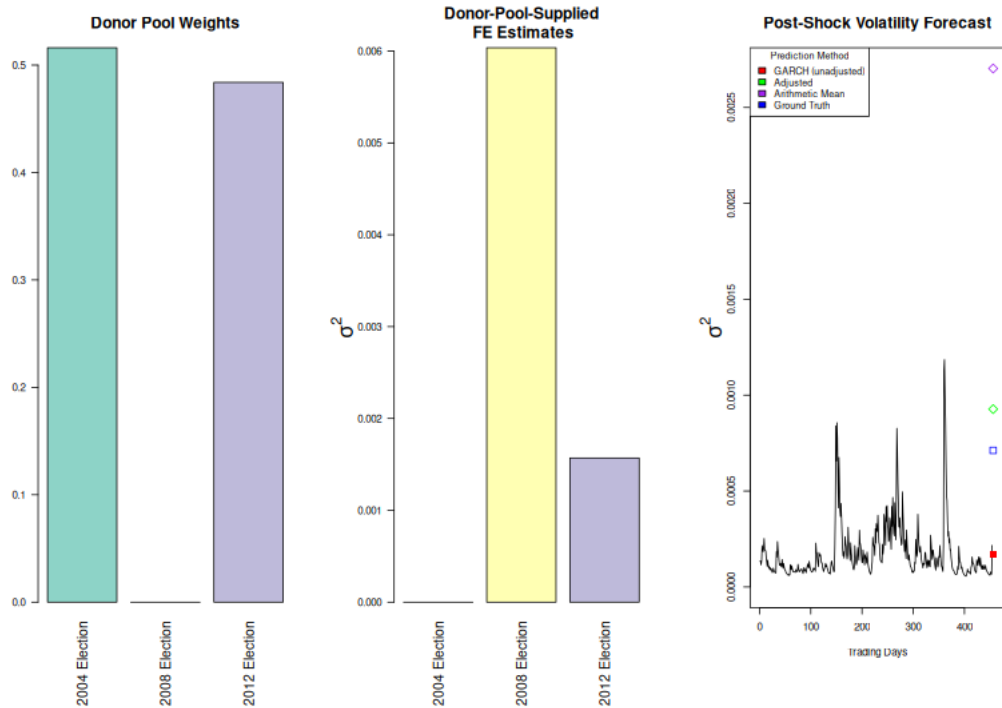 Donor Pool Weights
0.5
0.4
0.3
0.2
0.1
0.0
2004 Election
2008 Election
2012 Election
Donor-Pool-Supplied
FE Estimates
σ²
0.006
0.005
0.004
0.003
0.002
0.001
0.000
2004 Election
2008 Election
2012 Election
Post-Shock Volatility Forecast
Prediction Method
GARCH (unadjusted)
Adjusted
Arithmetic Mean
Ground Truth
σ²
0.0025
0.0020
0.0015
0.0010
0.0005
0.0000
0 100 200 300 400
Trading Days